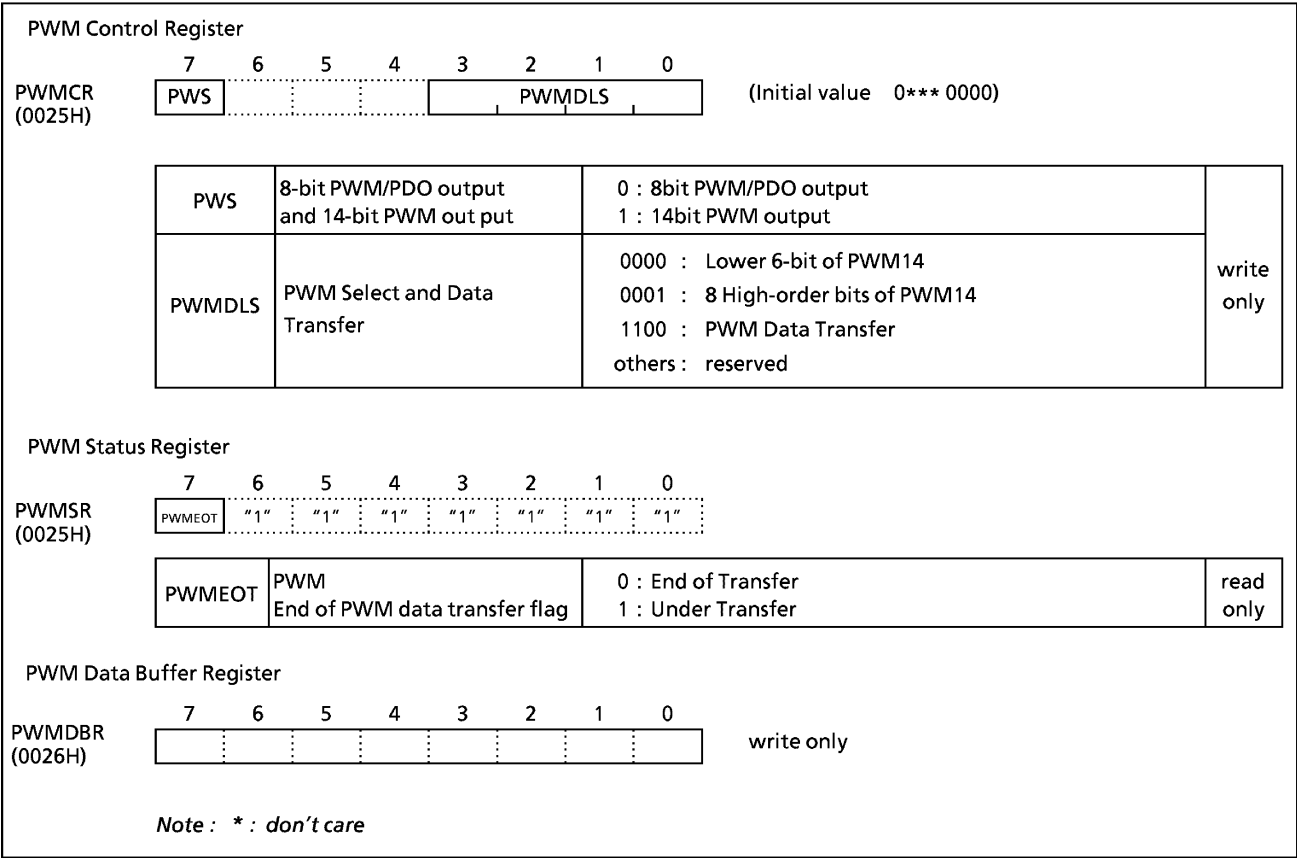 PWM Control Register
7 6 5 4 3 2 1 0
PWMCR
(0025H)
PWS PWMDLS (Initial value 0*** 0000)
PWS 8-bit PWM/PDO output
and 14-bit PWM out put
0 : 8bit PWM/PDO output
1 : 14bit PWM output
PWMDLS PWM Select and Data
Transfer
0000 : Lower 6-bit of PWM14
0001 : 8 High-order bits of PWM14
1100 : PWM Data Transfer
others : reserved
write
only
PWM Status Register
7 6 5 4 3 2 1 0
PWMSR
(0025H)
PWMEOT "1" "1" "1" "1" "1" "1" "1"
PWMEOT PWM
End of PWM data transfer flag
0 : End of Transfer
1 : Under Transfer
read
only
PWM Data Buffer Register
7 6 5 4 3 2 1 0
PWMDBR
(0026H)
write only
Note : * : don't care